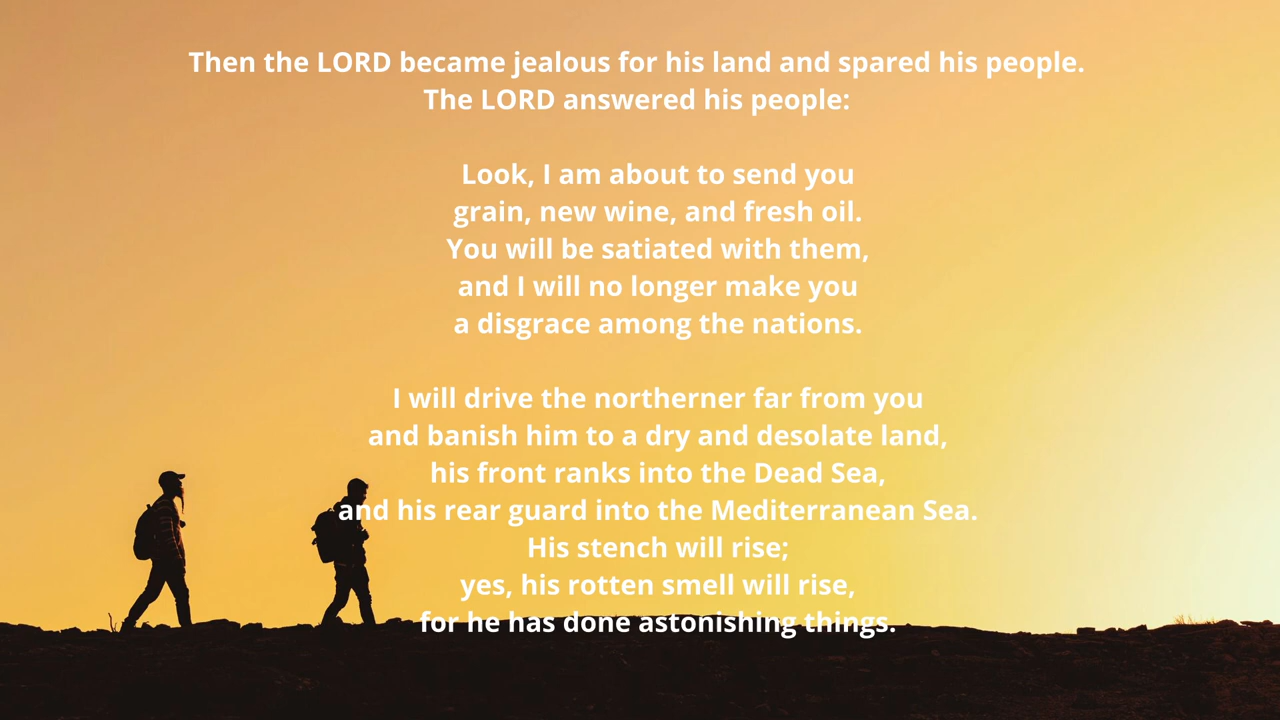 Then the LORD became jealous for his land and spared his people.
The LORD answered his people:
Look, I am about to send you
grain, new wine, and fresh oil.
You will be satiated with them,
and I will no longer make you
a disgrace among the nations.
I will drive the northerner far from you
and banish him to a dry and desolate land,
his front ranks into the Dead Sea,
and his rear guard into the Mediterranean Sea.
His stench will rise;
yes, his rotten smell will rise,
for he has done astonishing things.